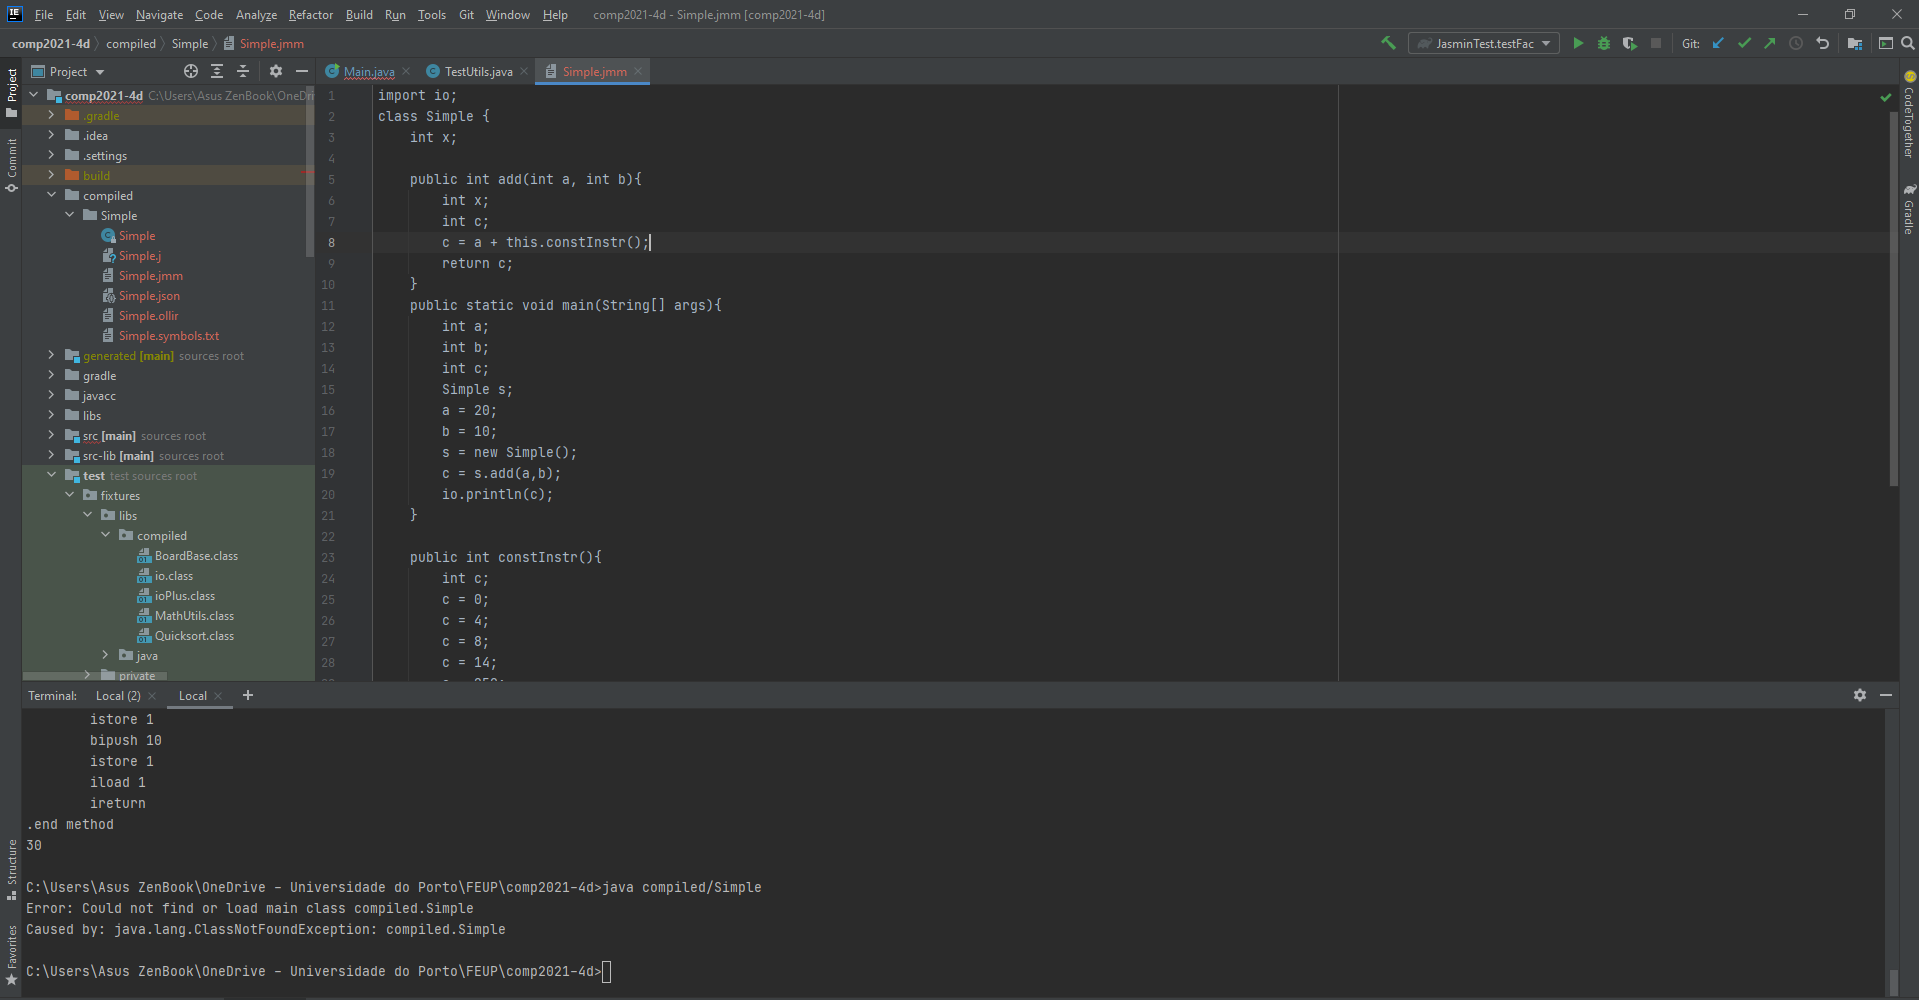 File Edit View Navigate Code Analyze Refactor Build Run Tools Git Window Help comp2021-4d - Simple.jmm [comp2021-4d]
comp2021-4d compiled Simple Simple.jmm JasminTest.testFac Git:
Project Main.java TestUtils.java Simple.jmm
Project
Commit
Structure
Favorites
CodeTogether
Gradle
comp2021-4d C:\Users\Asus ZenBook\OneDri
.gradle
.idea
.settings
build
compiled
Simple
Simple
Simple.j
Simple.jmm
Simple.json
Simple.ollir
Simple.symbols.txt
generated [main] sources root
gradle
javacc
libs
src [main] sources root
src-lib [main] sources root
test test sources root
fixtures
libs
compiled
BoardBase.class
io.class
ioPlus.class
MathUtils.class
Quicksort.class
java
private
1 import io;
2 class Simple {
3     int x;
4
5     public int add(int a, int b){
6         int x;
7         int c;
8         c = a + this.constInstr();
9         return c;
10     }
11     public static void main(String[] args){
12         int a;
13         int b;
14         int c;
15         Simple s;
16         a = 20;
17         b = 10;
18         s = new Simple();
19         c = s.add(a,b);
20         io.println(c);
21     }
22
23     public int constInstr(){
24         int c;
25         c = 0;
26         c = 4;
27         c = 8;
28         c = 14;
Terminal: Local (2) Local
istore 1
bipush 10
istore 1
iload 1
ireturn
.end method
30
C:\Users\Asus ZenBook\OneDrive - Universidade do Porto\FEUP\comp2021-4d>java compiled/Simple
Error: Could not find or load main class compiled.Simple
Caused by: java.lang.ClassNotFoundException: compiled.Simple
C:\Users\Asus ZenBook\OneDrive - Universidade do Porto\FEUP\comp2021-4d>